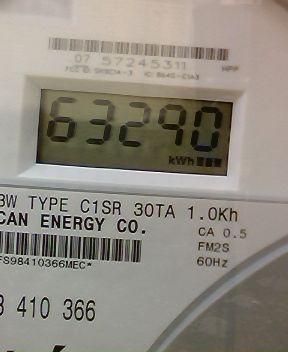 07 57245311
63290
kWh
3W TYPE C1SR 30TA 1.0Kh
CAN ENERGY CO.
CA 0.5
FM2S
FS98410366MEC*
60Hz
3 410 366